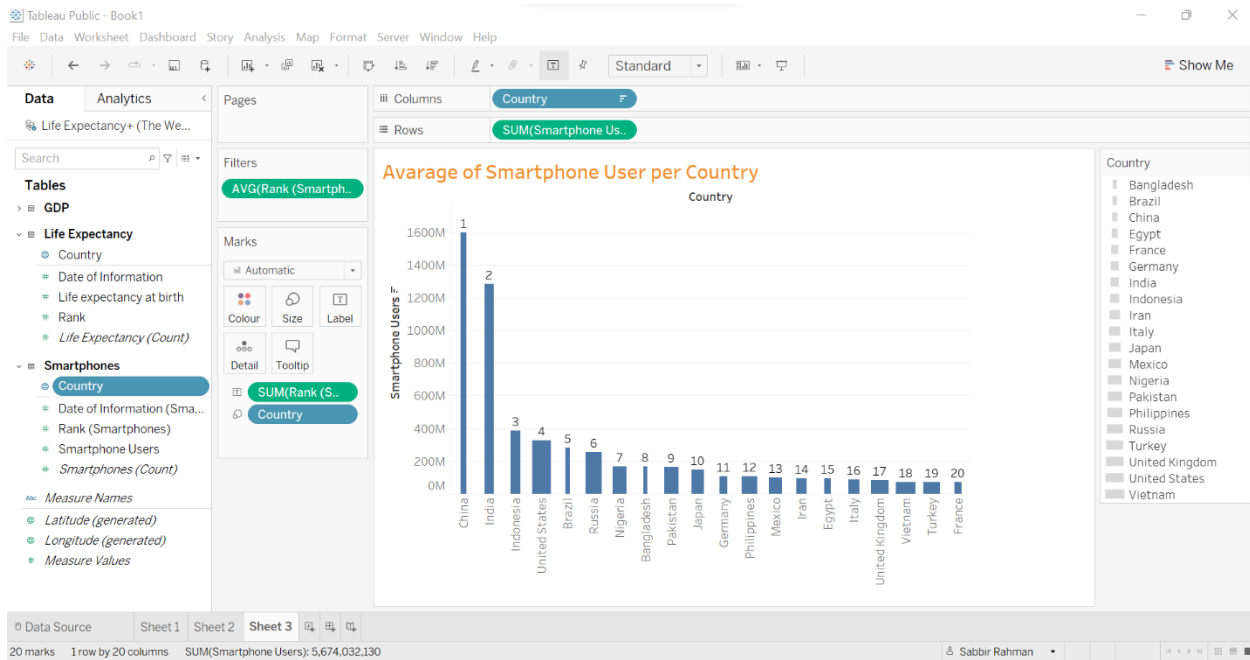 Tableau Public - Book1
File Data Worksheet Dashboard Story Analysis Map Format Server Window Help
Standard
Show Me
Data Analytics
Life Expectancy+ (The We...
Search
Tables
GDP
Life Expectancy
Country
Date of Information
Life expectancy at birth
Rank
Life Expectancy (Count)
Smartphones
Country
Date of Information (Sma...
Rank (Smartphones)
Smartphone Users
Smartphones (Count)
Abc Measure Names
Latitude (generated)
Longitude (generated)
Measure Values
Pages
Filters
AVG(Rank (Smartph..
Marks
Automatic
Colour Size Label
Detail Tooltip
SUM(Rank (S..
Country
Columns Country
Rows SUM(Smartphone Us..
Avarage of Smartphone User per Country
Country
Smartphone Users
1600M
1400M
1200M
1000M
800M
600M
400M
200M
0M
1 2 3 4 5 6 7 8 9 10 11 12 13 14 15 16 17 18 19 20
China
India
Indonesia
United States
Brazil
Russia
Nigeria
Bangladesh
Pakistan
Japan
Germany
Philippines
Mexico
Iran
Egypt
Italy
United Kingdom
Vietnam
Turkey
France
Country
Bangladesh
Brazil
China
Egypt
France
Germany
India
Indonesia
Iran
Italy
Japan
Mexico
Nigeria
Pakistan
Philippines
Russia
Turkey
United Kingdom
United States
Vietnam
Data Source Sheet 1 Sheet 2 Sheet 3
20 marks 1 row by 20 columns SUM(Smartphone Users): 5,674,032,130 Sabbir Rahman